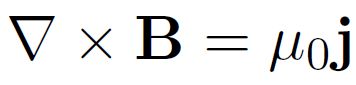 ∇ × 𝐁 = μ₀𝐣